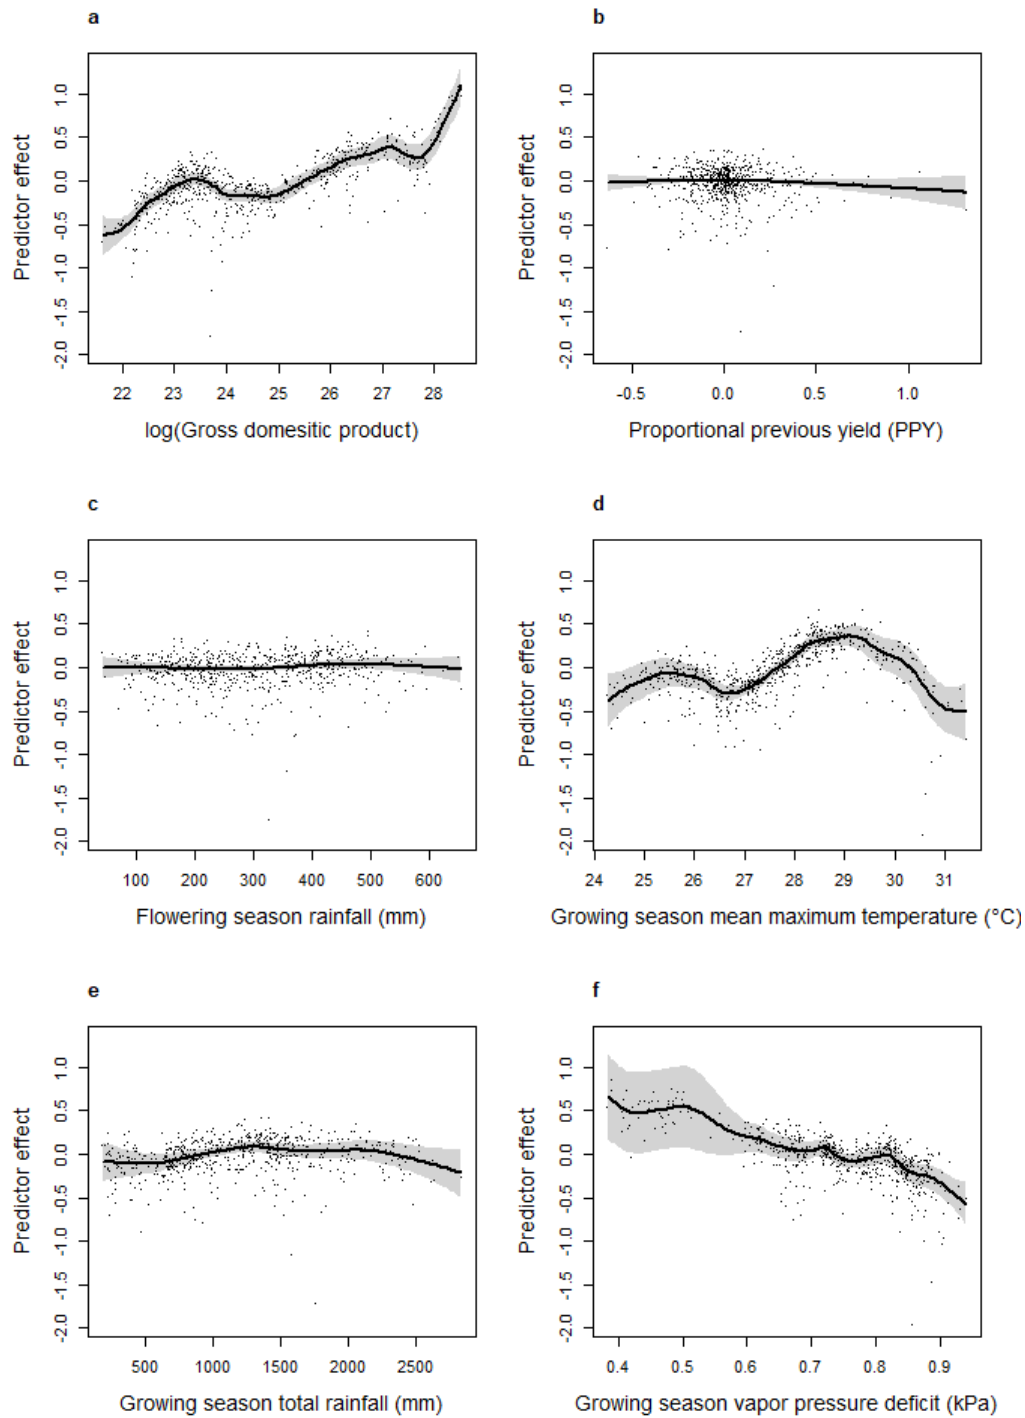 a
b
Predictor effect
1.0
0.5
0.0
-0.5
-1.0
-1.5
-2.0
22 23 24 25 26 27 28
log(Gross domesitic product)
Predictor effect
1.0
0.5
0.0
-0.5
-1.0
-1.5
-2.0
-0.5 0.0 0.5 1.0
Proportional previous yield (PPY)
c
d
Predictor effect
1.0
0.5
0.0
-0.5
-1.0
-1.5
-2.0
100 200 300 400 500 600
Flowering season rainfall (mm)
Predictor effect
1.0
0.5
0.0
-0.5
-1.0
-1.5
-2.0
24 25 26 27 28 29 30 31
Growing season mean maximum temperature (°C)
e
f
Predictor effect
1.0
0.5
0.0
-0.5
-1.0
-1.5
-2.0
500 1000 1500 2000 2500
Growing season total rainfall (mm)
Predictor effect
1.0
0.5
0.0
-0.5
-1.0
-1.5
-2.0
0.4 0.5 0.6 0.7 0.8 0.9
Growing season vapor pressure deficit (kPa)